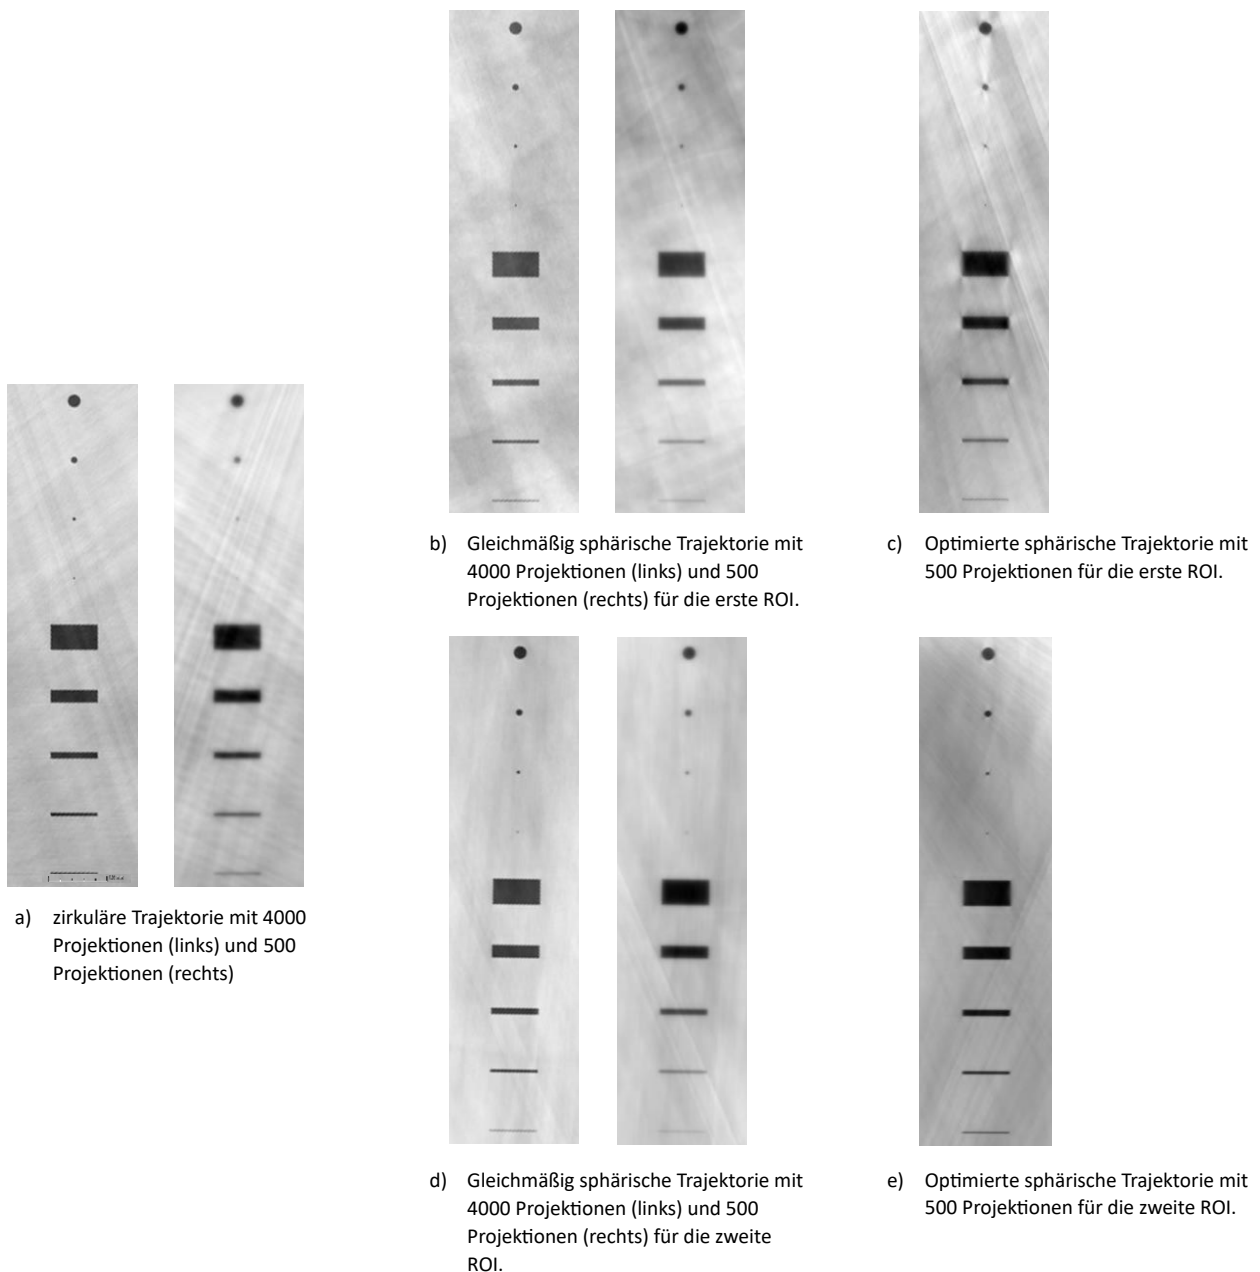 b) Gleichmäßig sphärische Trajektorie mit
4000 Projektionen (links) und 500
Projektionen (rechts) für die erste ROI.
c) Optimierte sphärische Trajektorie mit
500 Projektionen für die erste ROI.
a) zirkuläre Trajektorie mit 4000
Projektionen (links) und 500
Projektionen (rechts)
d) Gleichmäßig sphärische Trajektorie mit
4000 Projektionen (links) und 500
Projektionen (rechts) für die zweite
ROI.
e) Optimierte sphärische Trajektorie mit
500 Projektionen für die zweite ROI.